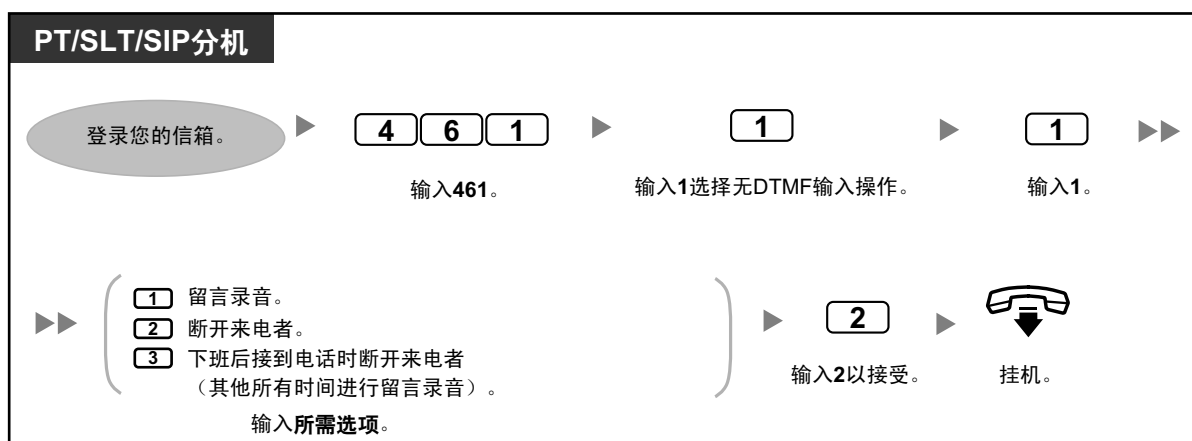 PT/SLT/SIP分机
登录您的信箱。
4 6 1
1
1
输入461。
输入1选择无DTMF输入操作。
输入1。
1 留言录音。
2 断开来电者。
3 下班后接到电话时断开来电者
（其他所有时间进行留言录音）。
输入所需选项。
2
输入2以接受。
挂机。